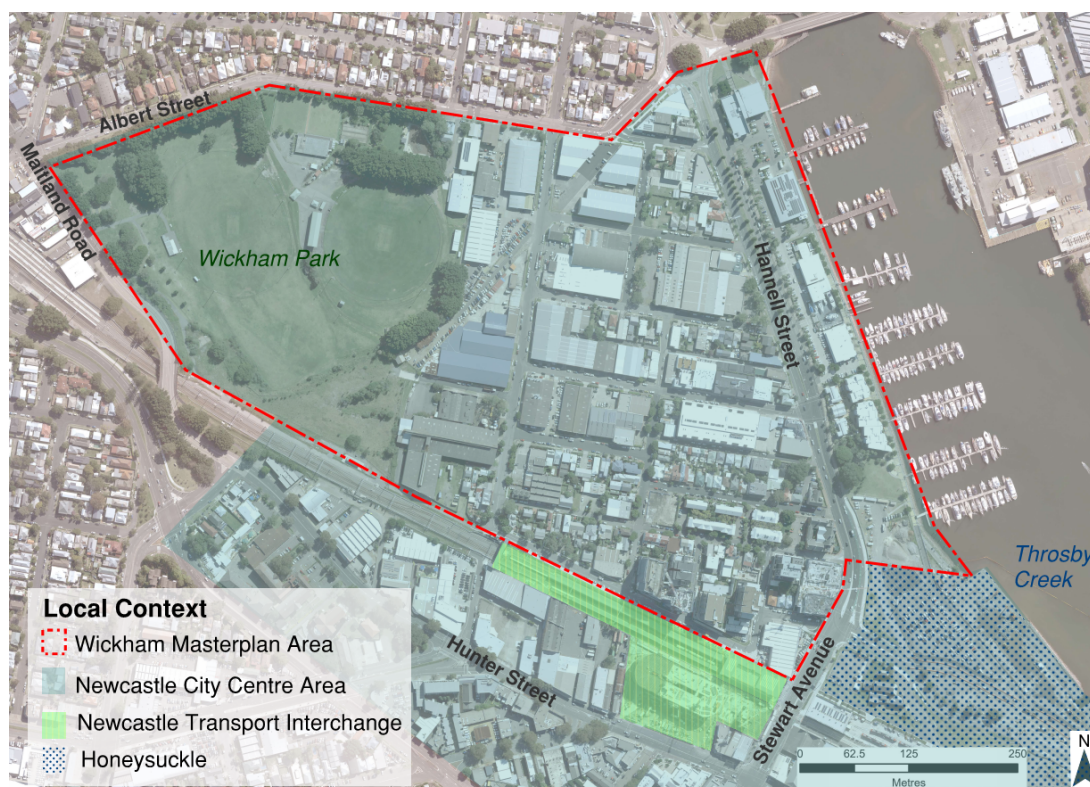 Albert Street
Maitland Road
Wickham Park
Hannell Street
Throsby
Creek
Hunter Street
Stewart Avenue
Local Context
Wickham Masterplan Area
Newcastle City Centre Area
Newcastle Transport Interchange
Honeysuckle
0 62.5 125 250
Metres
N